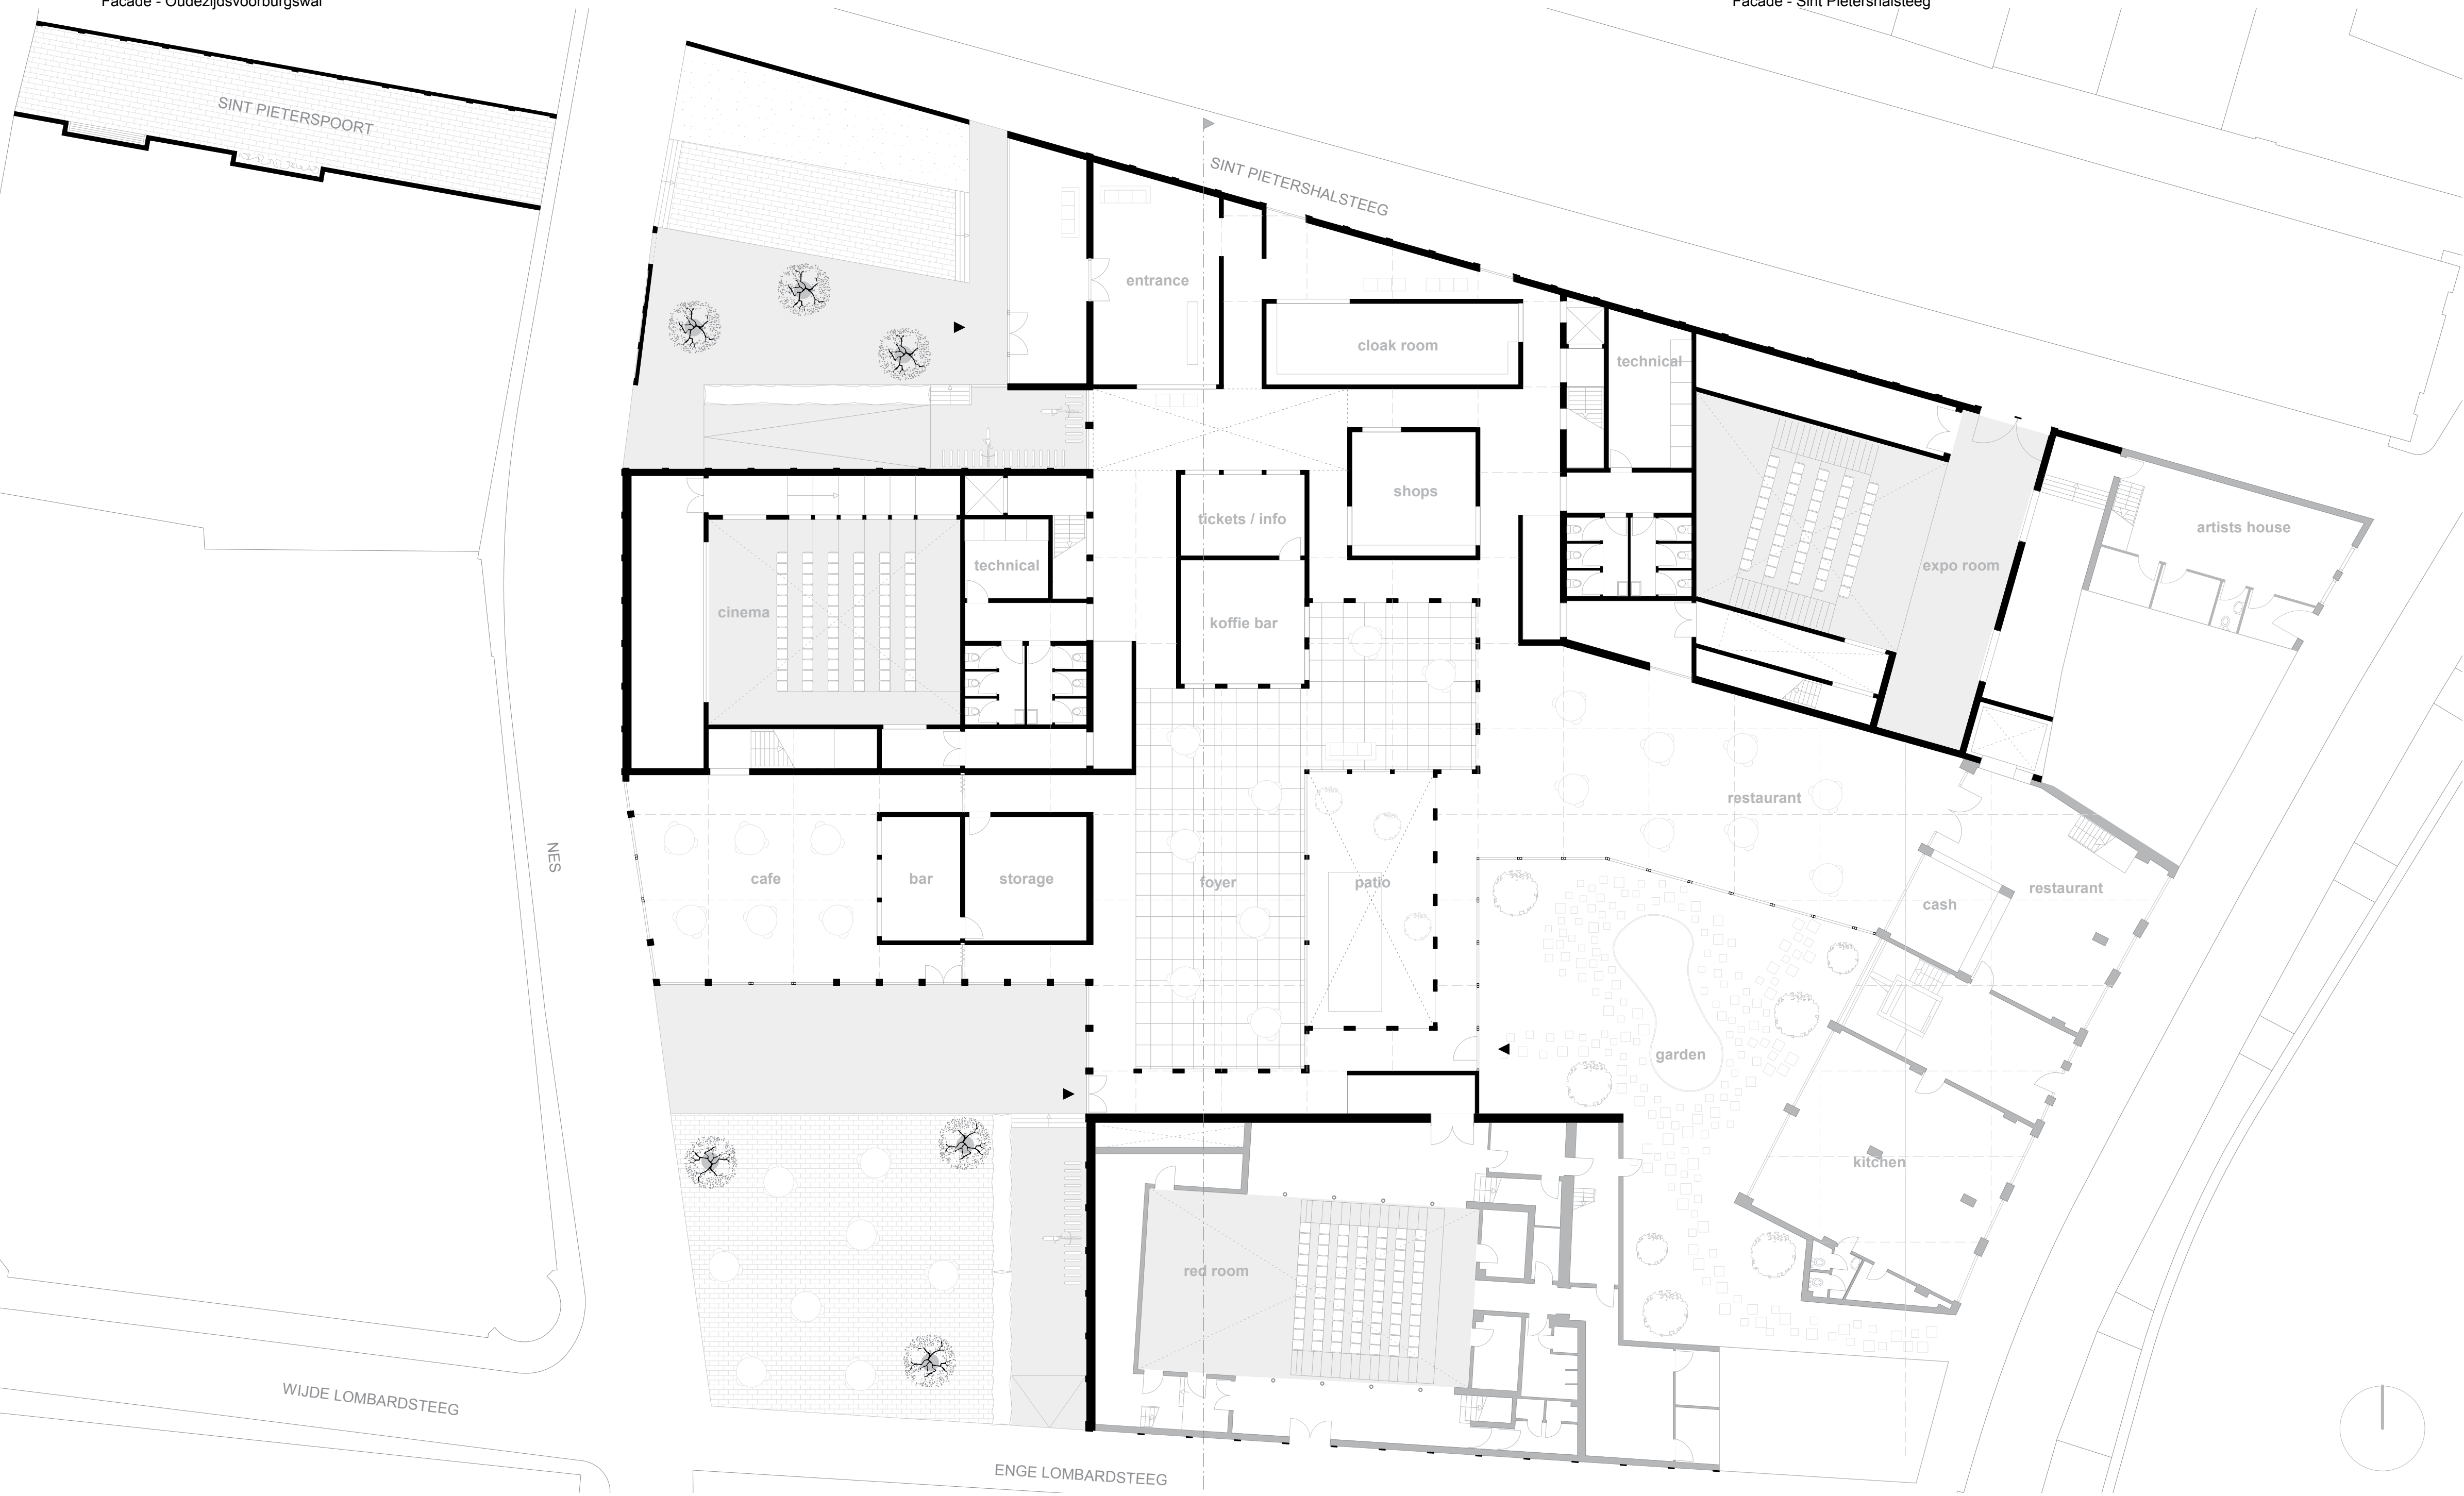 Facade - Oudezijdsvoorburgswal
Facade - Sint Pietershalsteeg
SINT PIETERSPOORT
SINT PIETERSHALSTEEG
entrance
cloak room
technical
shops
tickets / info
artists house
technical
expo room
cinema
koffie bar
restaurant
NES
cafe
bar
storage
foyer
patio
restaurant
cash
garden
kitchen
red room
WIJDE LOMBARDSTEEG
ENGE LOMBARDSTEEG